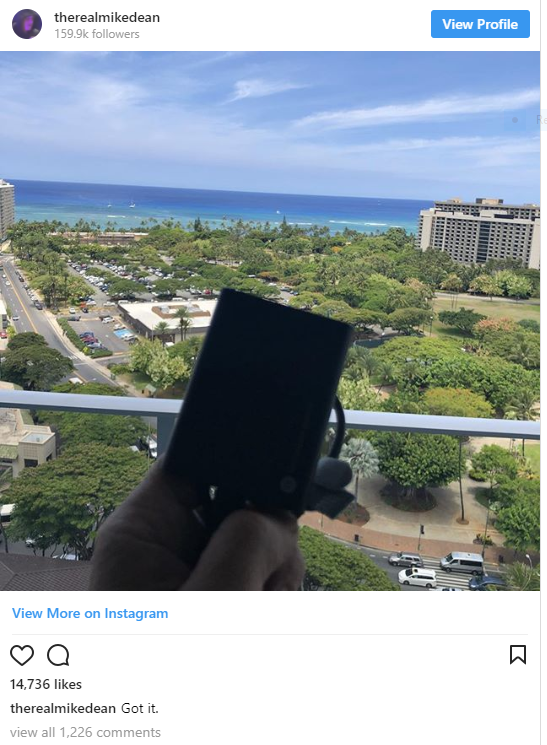 therealmikedean
159.9k followers
View Profile
View More on Instagram
14,736 likes
therealmikedean Got it.
view all 1,226 comments